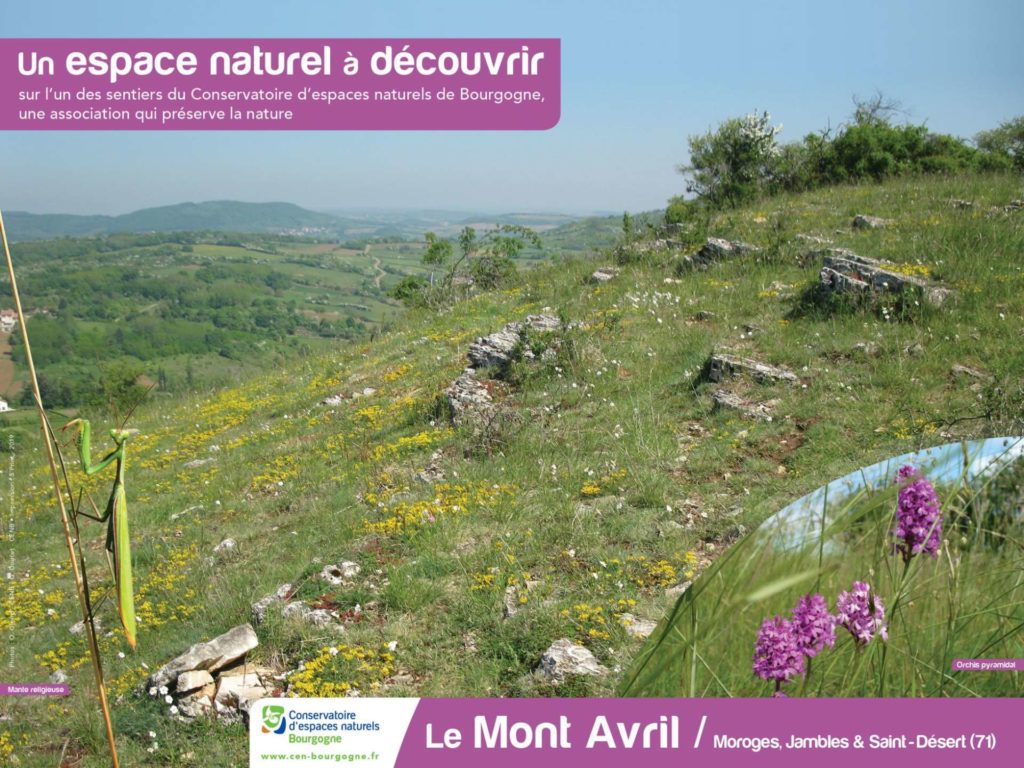 Un espace naturel à découvrir
sur l'un des sentiers du Conservatoire d'espaces naturels de Bourgogne,
une association qui préserve la nature
Mante religieuse
Orchis pyramidal
Conservatoire
d'espaces naturels
Bourgogne
www.cen-bourgogne.fr
Le Mont Avril / Moroges, Jambles & Saint-Désert (71)